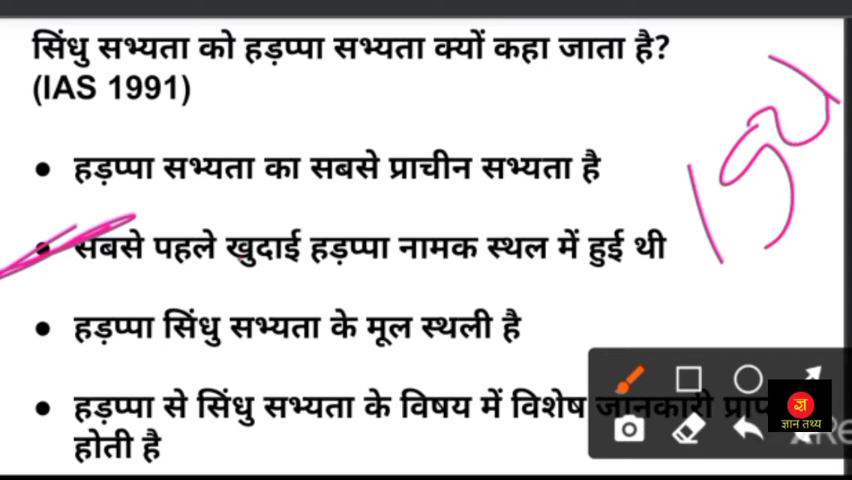 सिंधु सभ्यता को हड़प्पा सभ्यता क्यों कहा जाता है?
(IAS 1991)
● हड़प्पा सभ्यता का सबसे प्राचीन सभ्यता है
● सबसे पहले खुदाई हड़प्पा नामक स्थल में हुई थी
● हड़प्पा सिंधु सभ्यता के मूल स्थली है
● हड़प्पा से सिंधु सभ्यता के विषय में विशेष जानकारी
होती है
ज्ञ
ज्ञान तथ्य